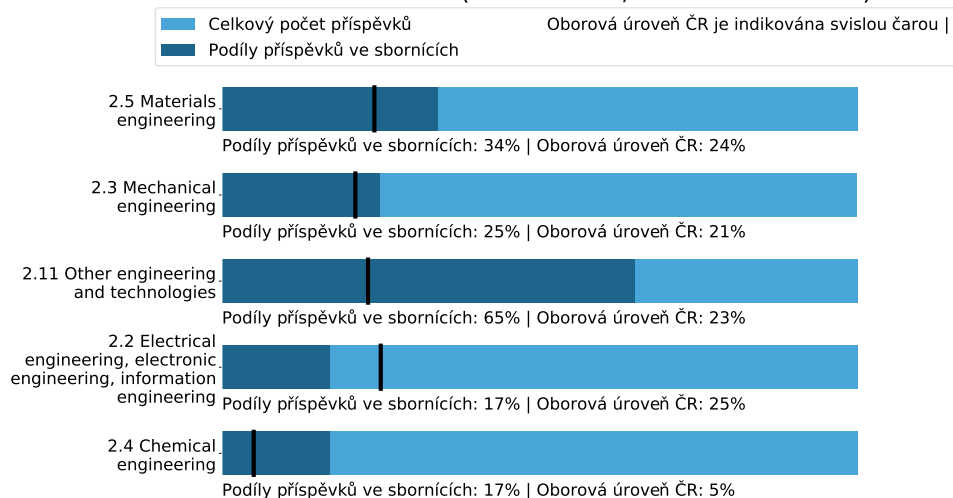 Celkový počet příspěvků
Oborová úroveň ČR je indikována svislou čarou |
Podíly příspěvků ve sbornících
2.5 Materials
engineering
Podíly příspěvků ve sbornících: 34% | Oborová úroveň ČR: 24%
2.3 Mechanical
engineering
Podíly příspěvků ve sbornících: 25% | Oborová úroveň ČR: 21%
2.11 Other engineering
and technologies
Podíly příspěvků ve sbornících: 65% | Oborová úroveň ČR: 23%
2.2 Electrical
engineering, electronic
engineering, information
engineering
Podíly příspěvků ve sbornících: 17% | Oborová úroveň ČR: 25%
2.4 Chemical
engineering
Podíly příspěvků ve sbornících: 17% | Oborová úroveň ČR: 5%